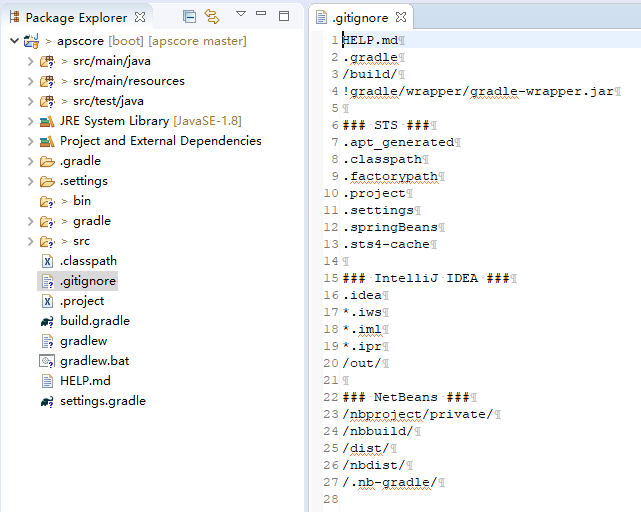 Package Explorer
> apscore [boot] [apscore master]
> src/main/java
> src/main/resources
> src/test/java
JRE System Library [JavaSE-1.8]
Project and External Dependencies
.gradle
.settings
> bin
> gradle
> src
.classpath
.gitignore
.project
build.gradle
gradlew
gradlew.bat
HELP.md
settings.gradle
.gitignore
1 HELP.md¶
2 .gradle¶
3 /build/¶
4 !gradle/wrapper/gradle-wrapper.jar¶
5 ¶
6 ###·STS·###¶
7 .apt_generated¶
8 .classpath¶
9 .factorypath¶
10 .project¶
11 .settings¶
12 .springBeans¶
13 .sts4-cache¶
14 ¶
15 ###·IntelliJ·IDEA·###¶
16 .idea¶
17 *.iws¶
18 *.iml¶
19 *.ipr¶
20 /out/¶
21 ¶
22 ###·NetBeans·###¶
23 /nbproject/private/¶
24 /nbbuild/¶
25 /dist/¶
26 /nbdist/¶
27 /.nb-gradle/¶
28